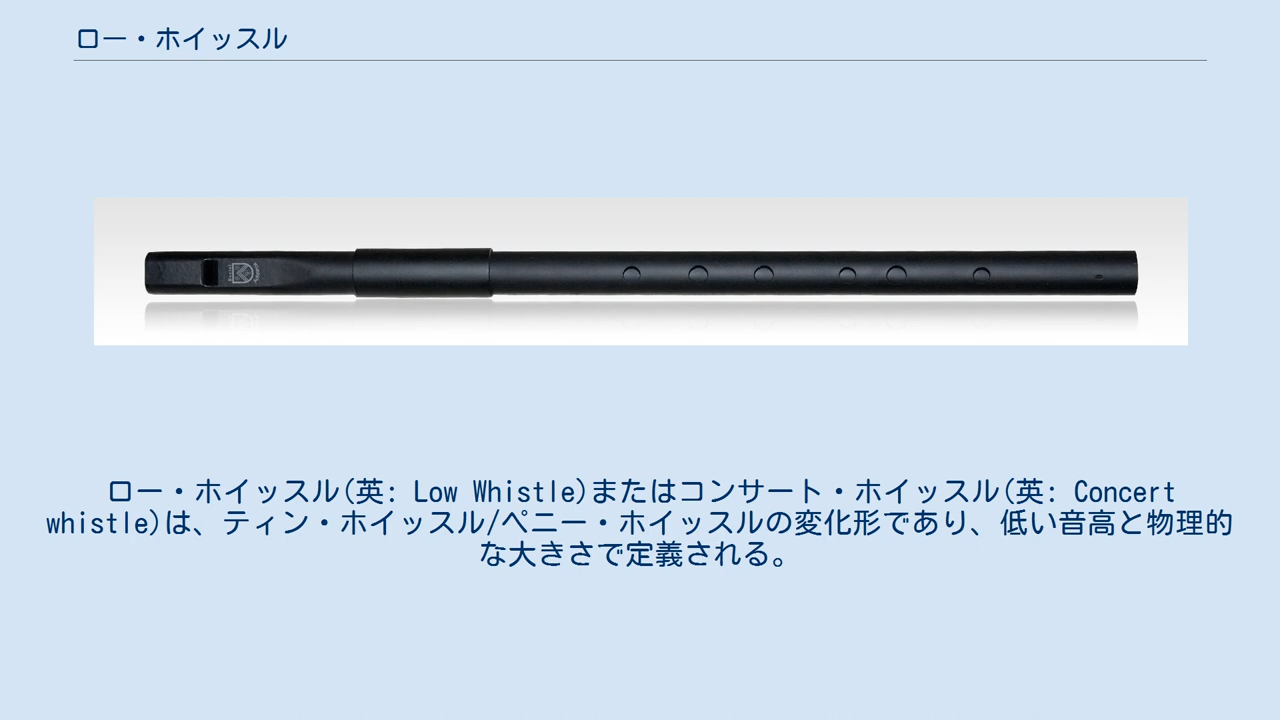 ロー・ホイッスル
ロー・ホイッスル(英: Low Whistle)またはコンサート・ホイッスル(英: Concert
whistle)は、ティン・ホイッスル/ペニー・ホイッスルの変化形であり、低い音高と物理的
な大きさで定義される。